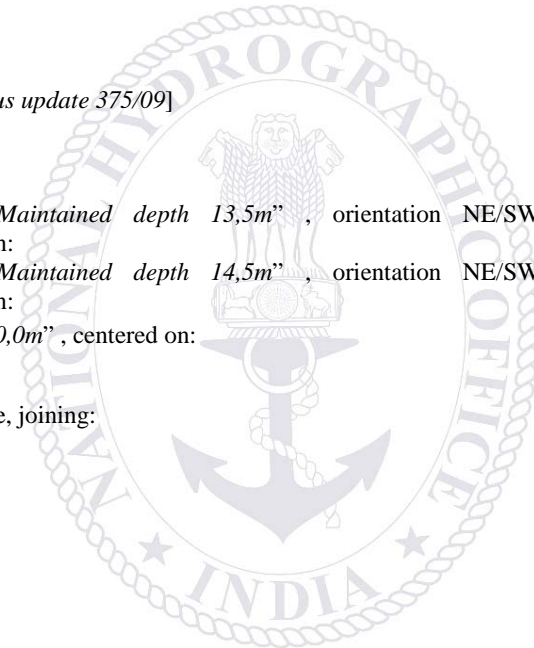 us update 375/09]
Maintained depth 13,5m” , orientation NE/SW
n:
Maintained depth 14,5m” , orientation NE/SW
n:
0,0m” , centered on:
e, joining:
NATIONAL HYDROGRAPHIC OFFICE
INDIA